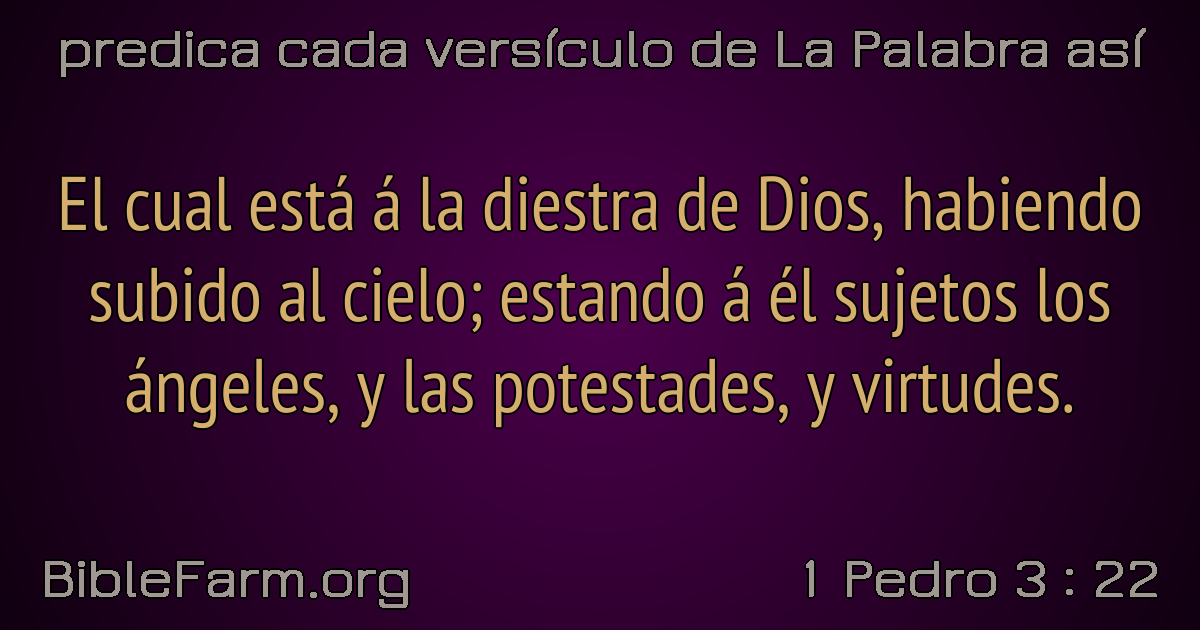 predica cada versículo de La Palabra así
El cual está á la diestra de Dios, habiendo
subido al cielo; estando á él sujetos los
ángeles, y las potestades, y virtudes.
BibleFarm.org
1 Pedro 3 : 22